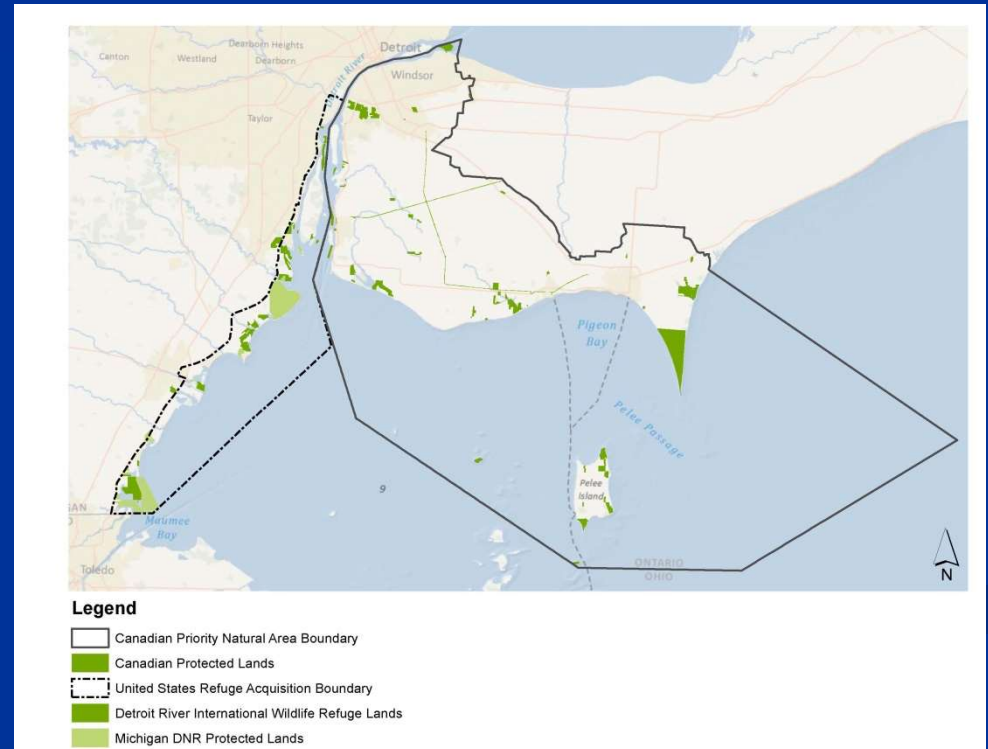 Dearborn Heights
Detroit
Canton
Westland
Dearborn
Windsor
Detroit River
Taylor
Pigeon
Bay
Pelee Passage
Pelee
Island
9
GAN
O
Maumee
Bay
Toledo
ONTARIO
OHIO
N
Legend
Canadian Priority Natural Area Boundary
Canadian Protected Lands
United States Refuge Acquisition Boundary
Detroit River International Wildlife Refuge Lands
Michigan DNR Protected Lands